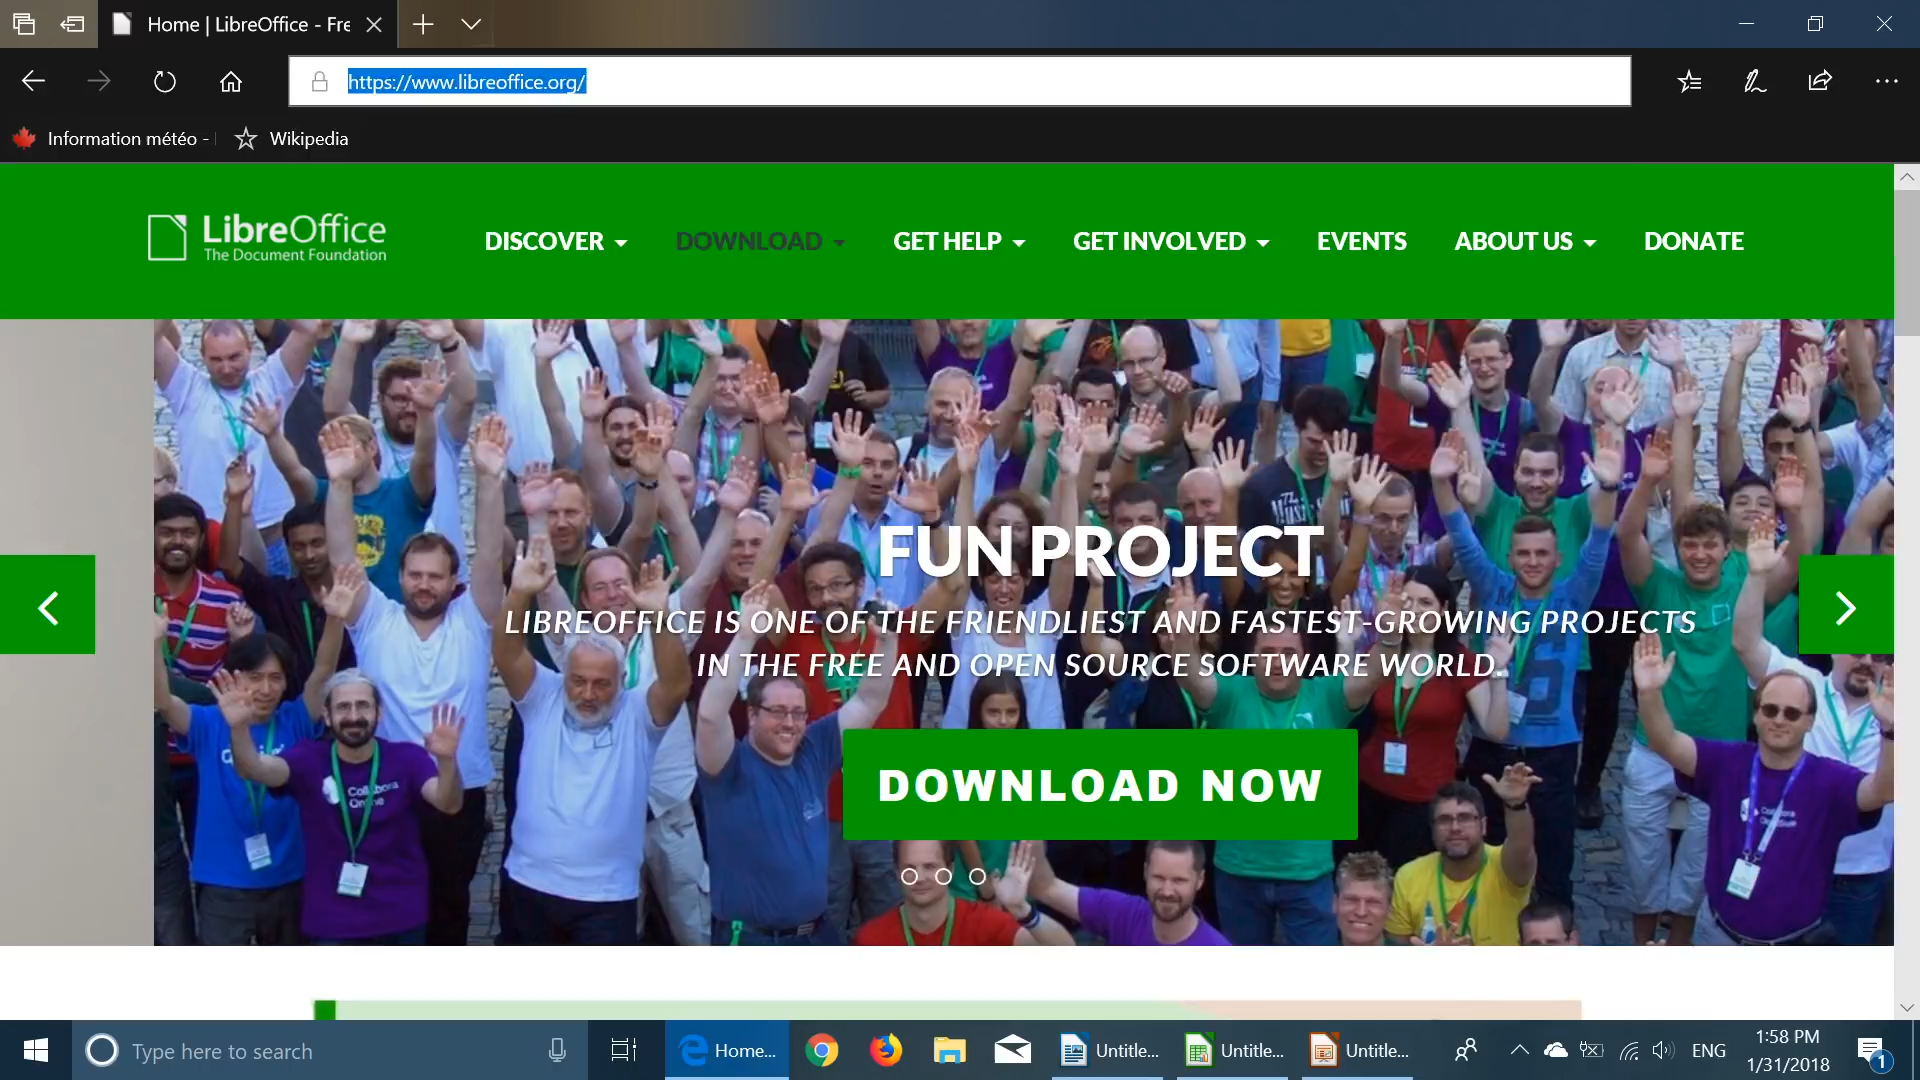 Home | LibreOffice - Fre
https://www.libreoffice.org/
Information météo -
Wikipedia
LibreOffice
The Document Foundation
DISCOVER
DOWNLOAD
GET HELP
GET INVOLVED
EVENTS
ABOUT US
DONATE
FUN PROJECT
LIBREOFFICE IS ONE OF THE FRIENDLIEST AND FASTEST-GROWING PROJECTS
IN THE FREE AND OPEN SOURCE SOFTWARE WORLD.
DOWNLOAD NOW
Type here to search
Home...
Untitle...
Untitle...
Untitle...
ENG
1:58 PM
1/31/2018
1